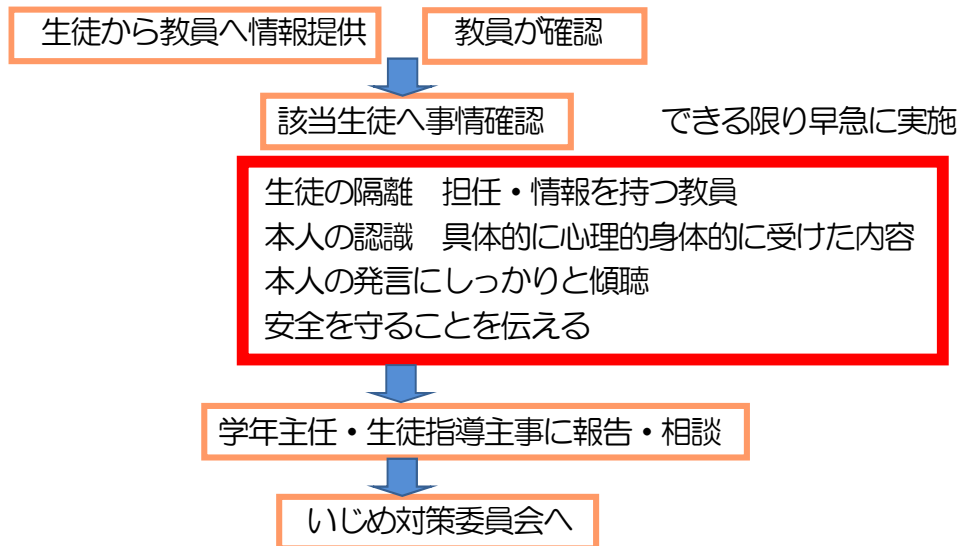 生徒から教員へ情報提供
教員が確認
該当生徒へ事情確認
できる限り早急に実施
生徒の隔離　担任・情報を持つ教員
本人の認識　具体的に心理的身体的に受けた内容
本人の発言にしっかりと傾聴
安全を守ることを伝える
学年主任・生徒指導主事に報告・相談
いじめ対策委員会へ